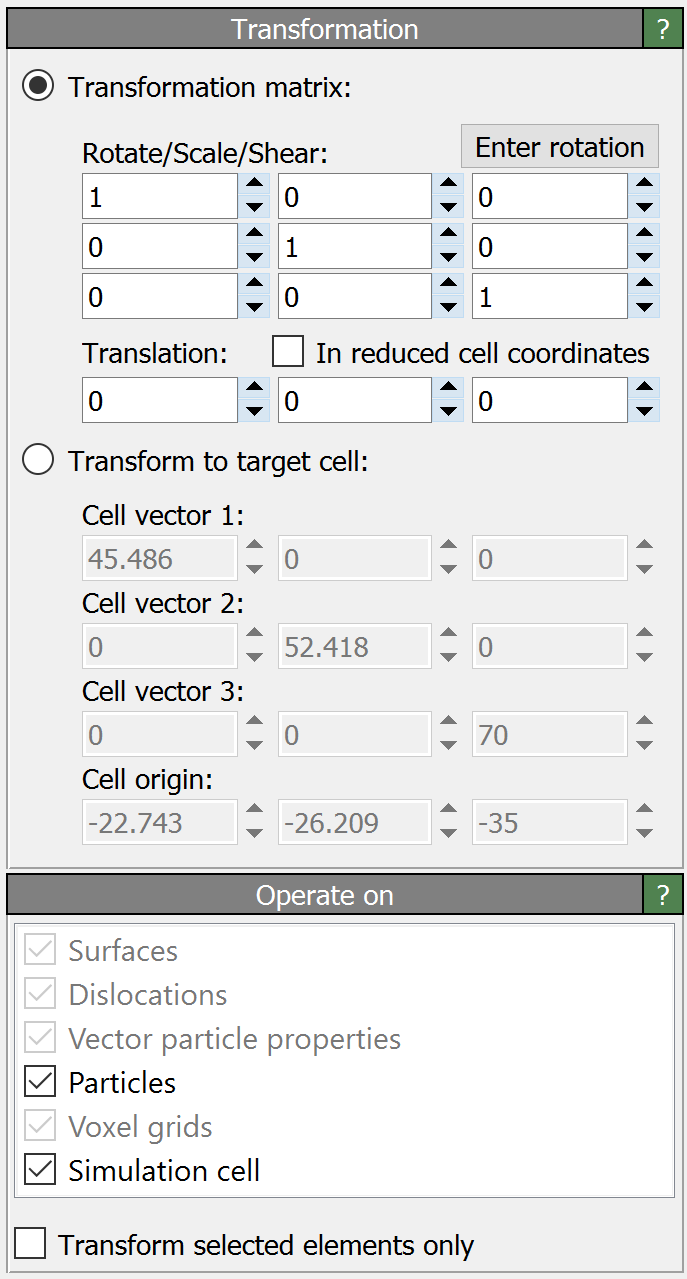 Transformation ?
Transformation matrix:
Rotate/Scale/Shear: Enter rotation
1 0 0
0 1 0
0 0 1
Translation: In reduced cell coordinates
0 0 0
Transform to target cell:
Cell vector 1:
45.486 0 0
Cell vector 2:
0 52.418 0
Cell vector 3:
0 0 70
Cell origin:
-22.743 -26.209 -35
Operate on ?
Surfaces
Dislocations
Vector particle properties
Particles
Voxel grids
Simulation cell
Transform selected elements only